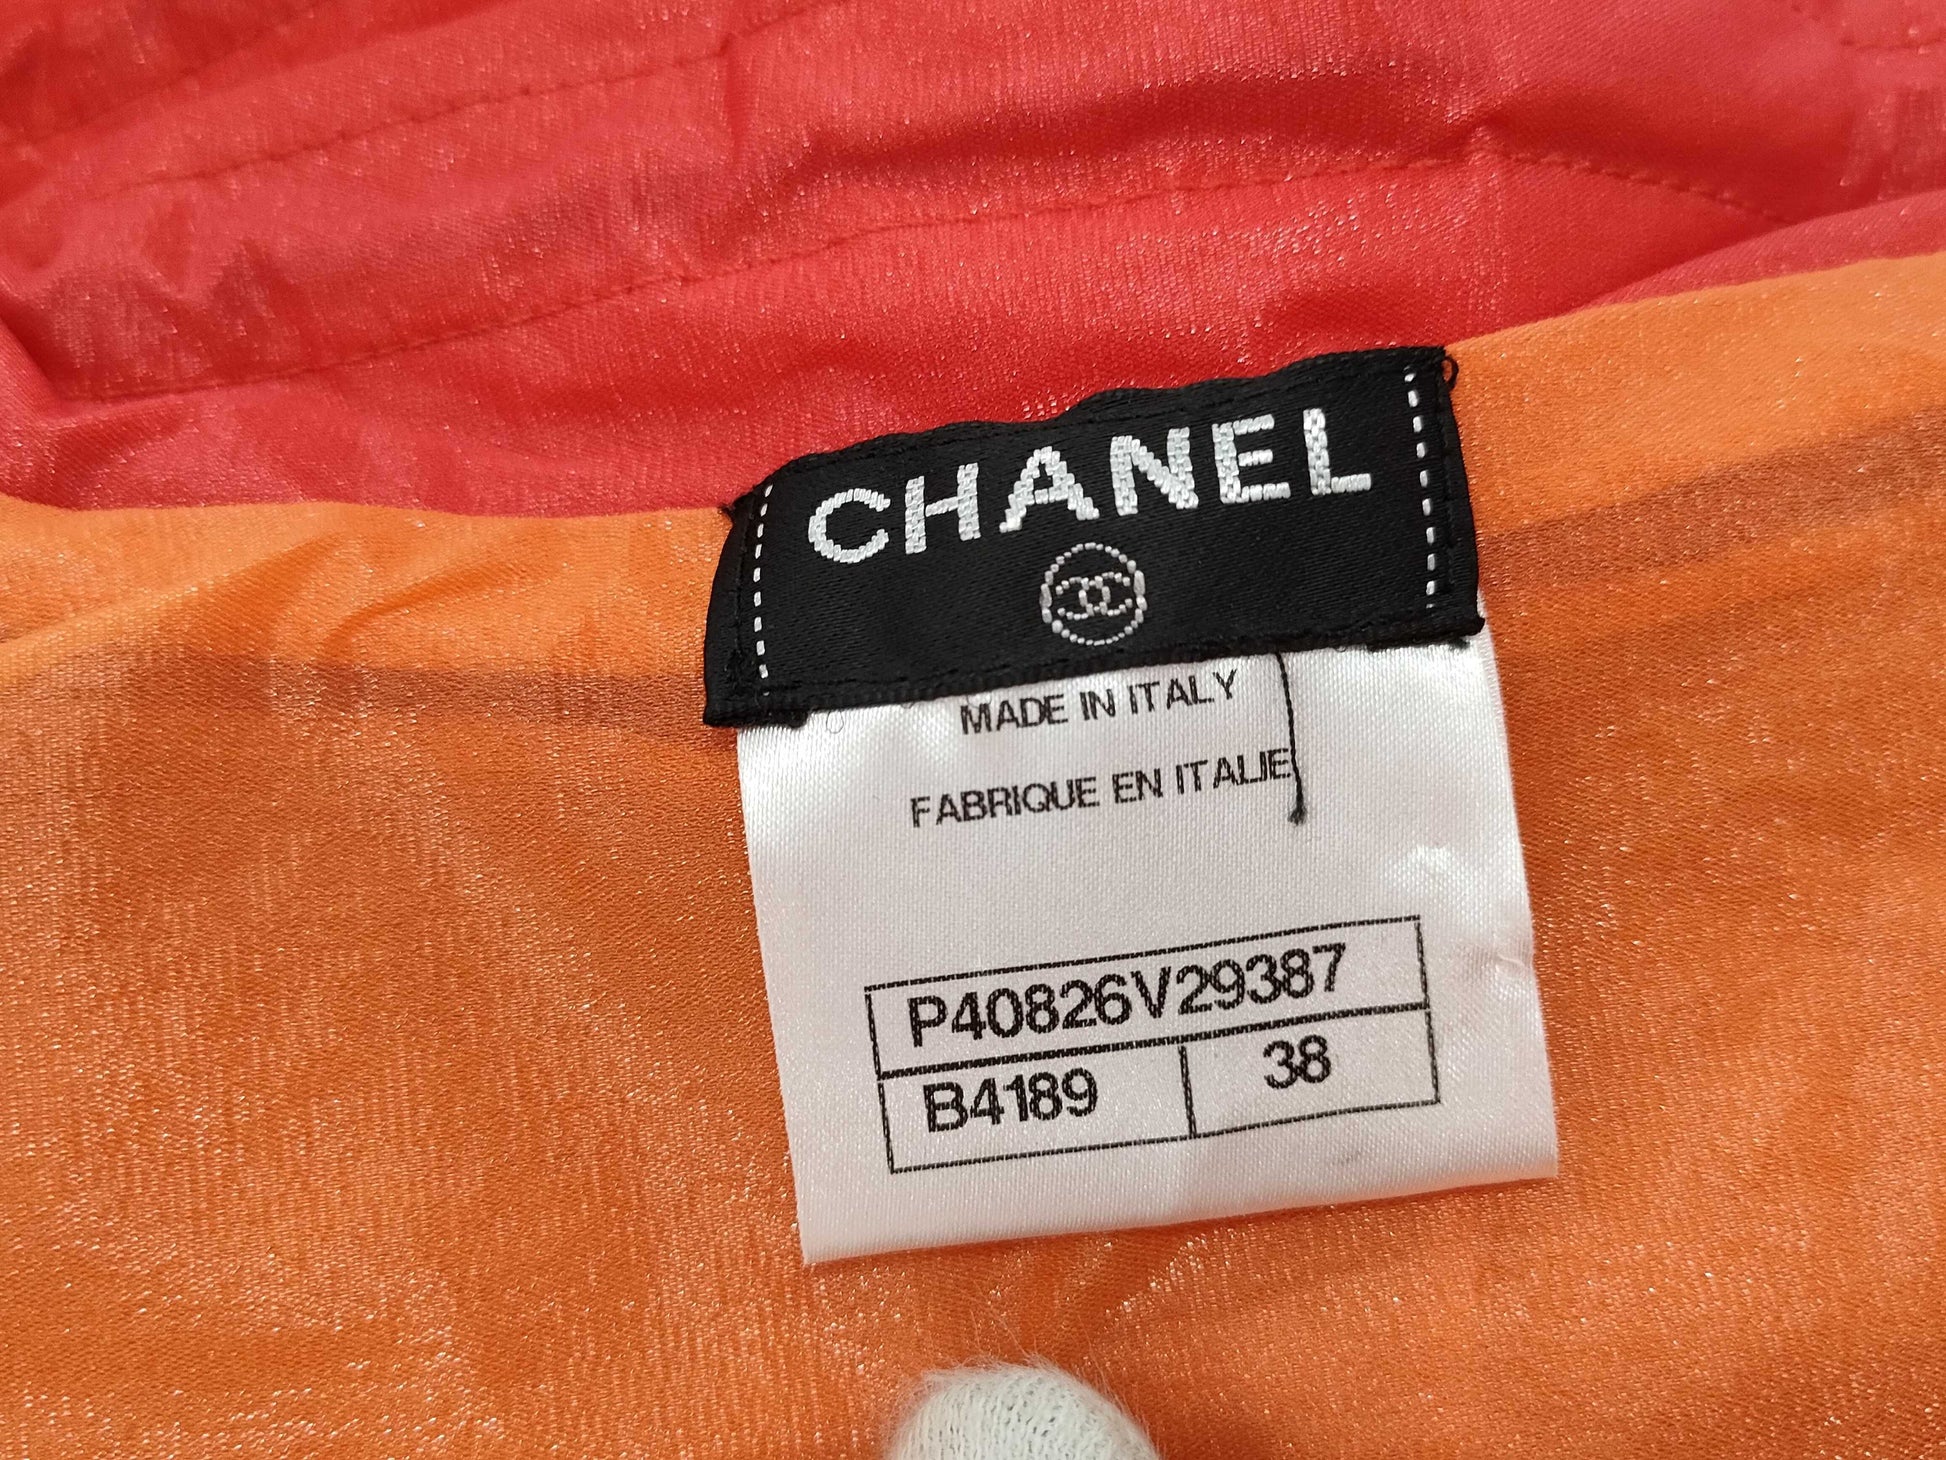 CHANEL
MADE IN ITALY
FABRIQUE EN ITALIE
P40826V29387
B4189 38